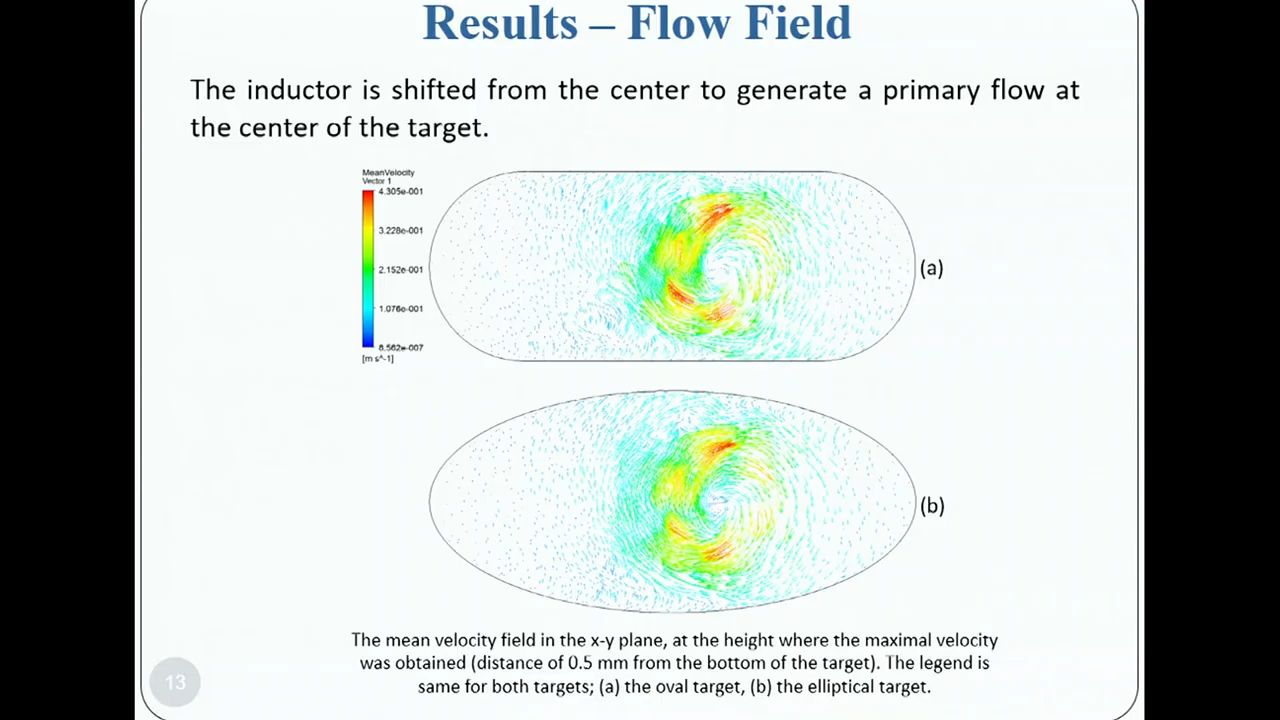 Results – Flow Field
The inductor is shifted from the center to generate a primary flow at
the center of the target.
MeanVelocity
Vector 1
4.305e-001
3.228e-001
2.152e-001
1.076e-001
8.562e-007
[m s^-1]
(a)
(b)
The mean velocity field in the x-y plane, at the height where the maximal velocity
was obtained (distance of 0.5 mm from the bottom of the target). The legend is
same for both targets; (a) the oval target, (b) the elliptical target.
13